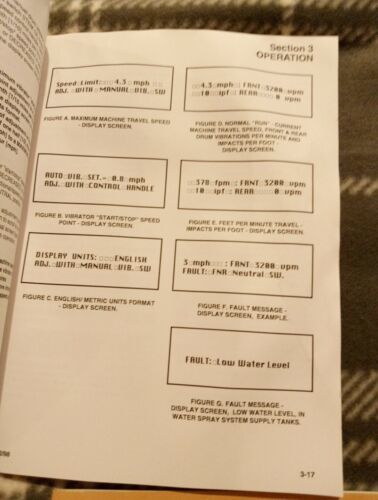 Section 3
OPERATION
Speed Limit: 4.3 mph
ADJ. WITH MANUAL VIB. SW
FIGURE A. MAXIMUM MACHINE TRAVEL SPEED
- DISPLAY SCREEN.
AUTO VIB. SET.= 0.8 mph
ADJ. WITH CONTROL HANDLE
FIGURE B. VIBRATOR "START/STOP" SPEED
POINT - DISPLAY SCREEN.
DISPLAY UNITS: ENGLISH
ADJ. WITH MANUAL VIB. SW
FIGURE C. ENGLISH/ METRIC UNITS FORMAT
- DISPLAY SCREEN.
4.3 mph : FRNT 3200 vpm
10 ipf : REAR 0 vpm
FIGURE D. NORMAL "RUN" - CURRENT
MACHINE TRAVEL SPEED, FRONT & REAR
DRUM VIBRATIONS PER MINUTE AND
IMPACTS PER FOOT -
DISPLAY SCREEN.
378 fpm : FRNT 3200 vpm
10 ipf : REAR 0 vpm
FIGURE E. FEET PER MINUTE TRAVEL -
IMPACTS PER FOOT - DISPLAY SCREEN.
3 mph : FRNT 3200 vpm
FAULT: FNR Neutral SW.
FIGURE F. FAULT MESSAGE -
DISPLAY SCREEN, EXAMPLE.
FAULT: Low Water Level
FIGURE G. FAULT MESSAGE -
DISPLAY SCREEN, LOW WATER LEVEL, IN
WATER SPRAY SYSTEM SUPPLY TANKS.
3-17